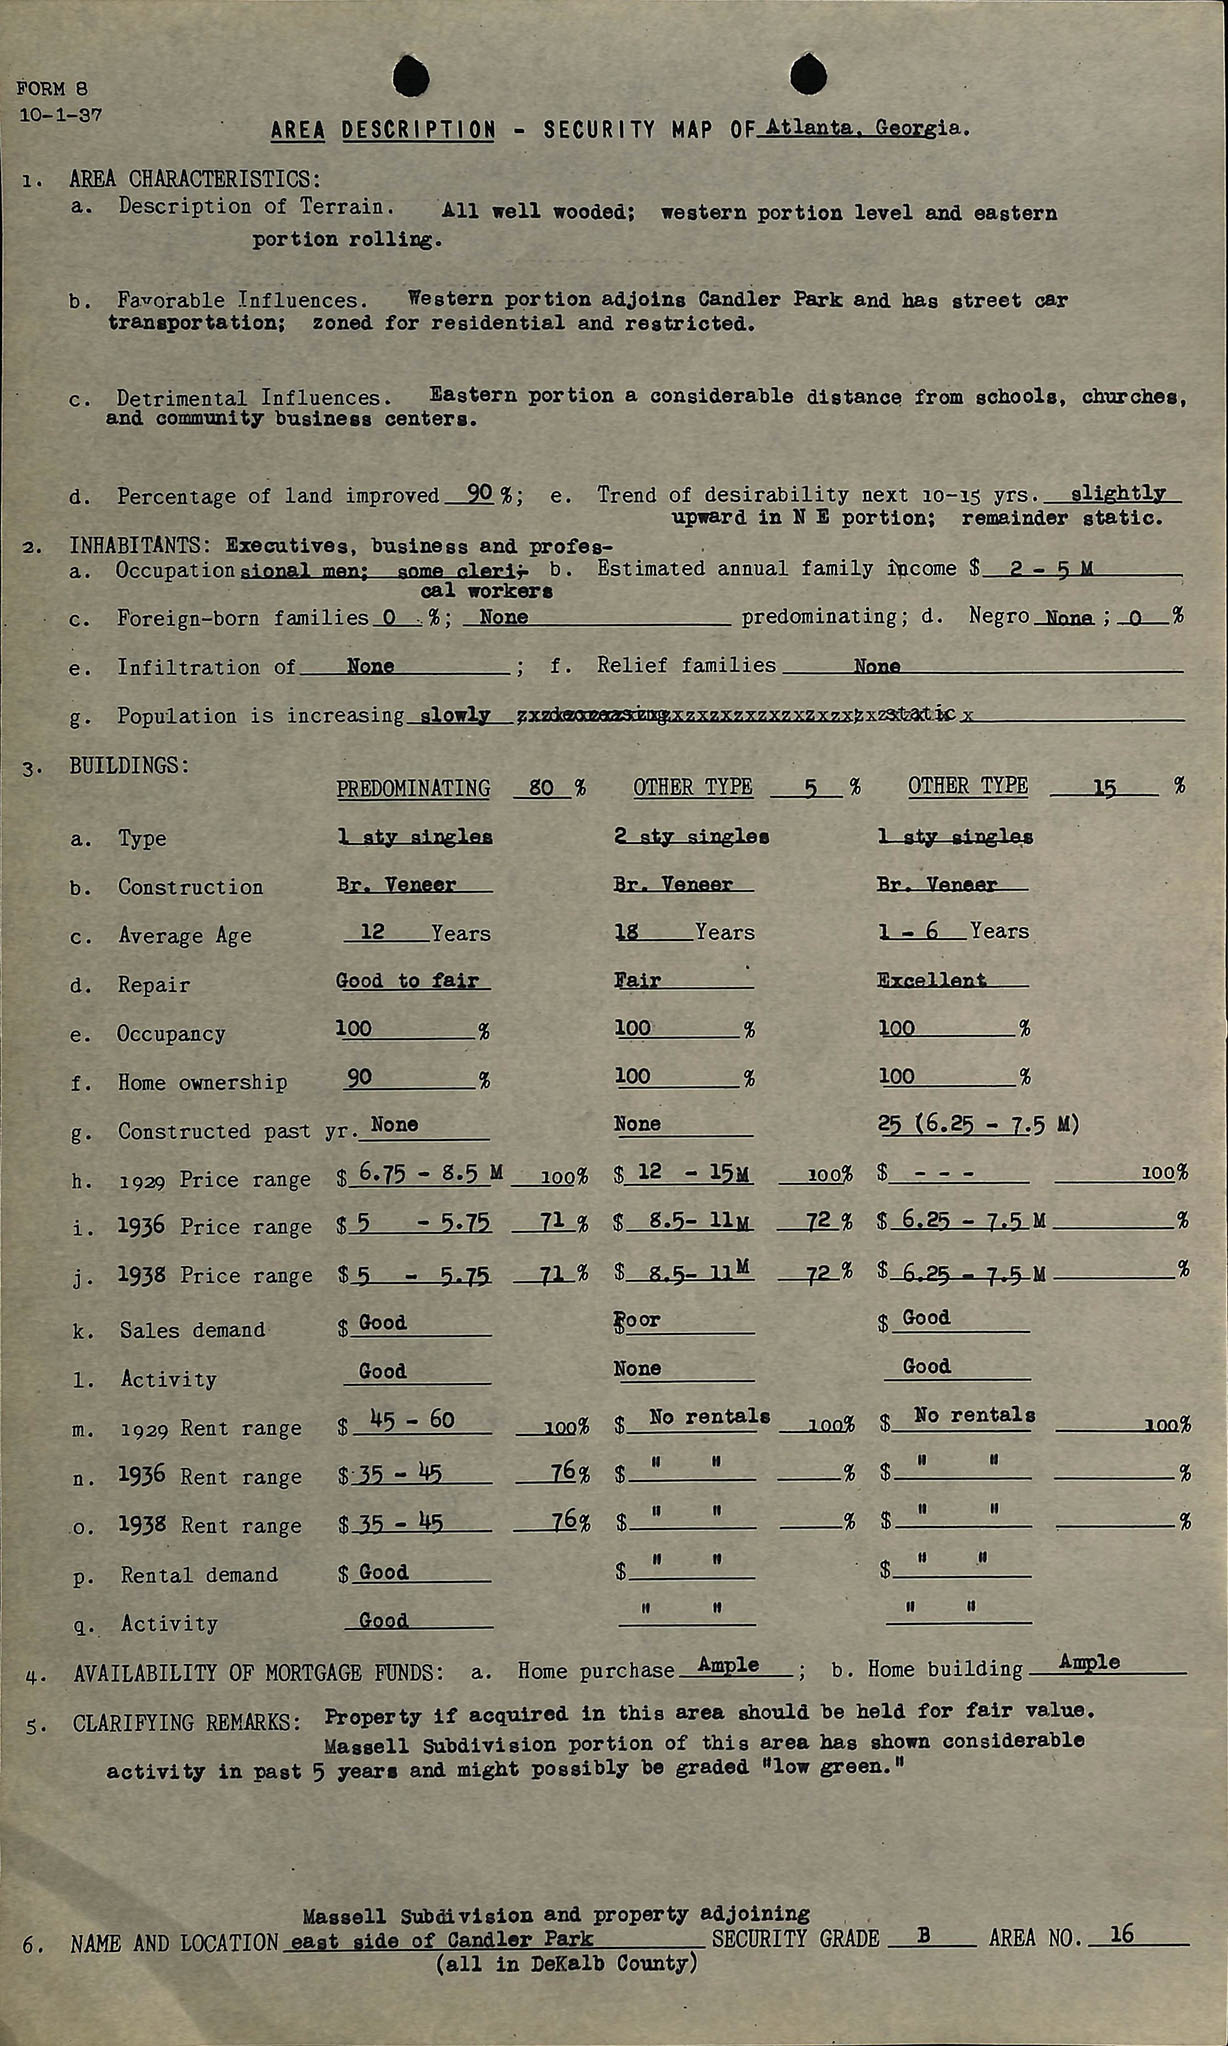 FORM 8
10-1-37
AREA DESCRIPTION - SECURITY MAP OF Atlanta, Georgia.
1. AREA CHARACTERISTICS:
a. Description of Terrain. All well wooded; western portion level and eastern
portion rolling.
b. Favorable Influences. Western portion adjoins Candler Park and has street car
transportation; zoned for residential and restricted.
c. Detrimental Influences. Eastern portion a considerable distance from schools, churches,
and community business centers.
d. Percentage of land improved 90 %; e. Trend of desirability next 10-15 yrs. slightly
upward in N E portion; remainder static.
2. INHABITANTS: Executives, business and profes-
a. Occupation sional men; some cleri; b. Estimated annual family income $ 2 - 5 M
cal workers
c. Foreign-born families 0 %; None predominating; d. Negro None ; 0 %
e. Infiltration of None ; f. Relief families None
g. Population is increasing slowly decreasing static
3. BUILDINGS:
PREDOMINATING 80 % OTHER TYPE 5 % OTHER TYPE 15 %
a. Type 1 sty singles 2 sty singles 1 sty singles
b. Construction Br. Veneer Br. Veneer Br. Veneer
c. Average Age 12 Years 18 Years 1 - 6 Years
d. Repair Good to fair Fair Excellent
e. Occupancy 100 % 100 % 100 %
f. Home ownership 90 % 100 % 100 %
g. Constructed past yr. None None 25 (6.25 - 7.5 M)
h. 1929 Price range $ 6.75 - 8.5 M 100% $ 12 - 15M 100% $ - - - 100%
i. 1936 Price range $ 5 - 5.75 71 % $ 8.5- 11M 72 % $ 6.25 - 7.5 M %
j. 1938 Price range $ 5 - 5.75 71 % $ 8.5- 11M 72 % $ 6.25 - 7.5 M %
k. Sales demand $ Good Poor $ Good
l. Activity Good None Good
m. 1929 Rent range $ 45 - 60 100% $ No rentals 100% $ No rentals 100%
n. 1936 Rent range $ 35 - 45 76% $ " " % $ " " %
o. 1938 Rent range $ 35 - 45 76% $ " " % $ " " %
p. Rental demand $ Good $ " " $ " "
q. Activity Good " " " "
4. AVAILABILITY OF MORTGAGE FUNDS: a. Home purchase Ample ; b. Home building Ample
5. CLARIFYING REMARKS: Property if acquired in this area should be held for fair value.
Massell Subdivision portion of this area has shown considerable
activity in past 5 years and might possibly be graded "low green."
Massell Subdivision and property adjoining
6. NAME AND LOCATION east side of Candler Park SECURITY GRADE B AREA NO. 16
(all in DeKalb County)